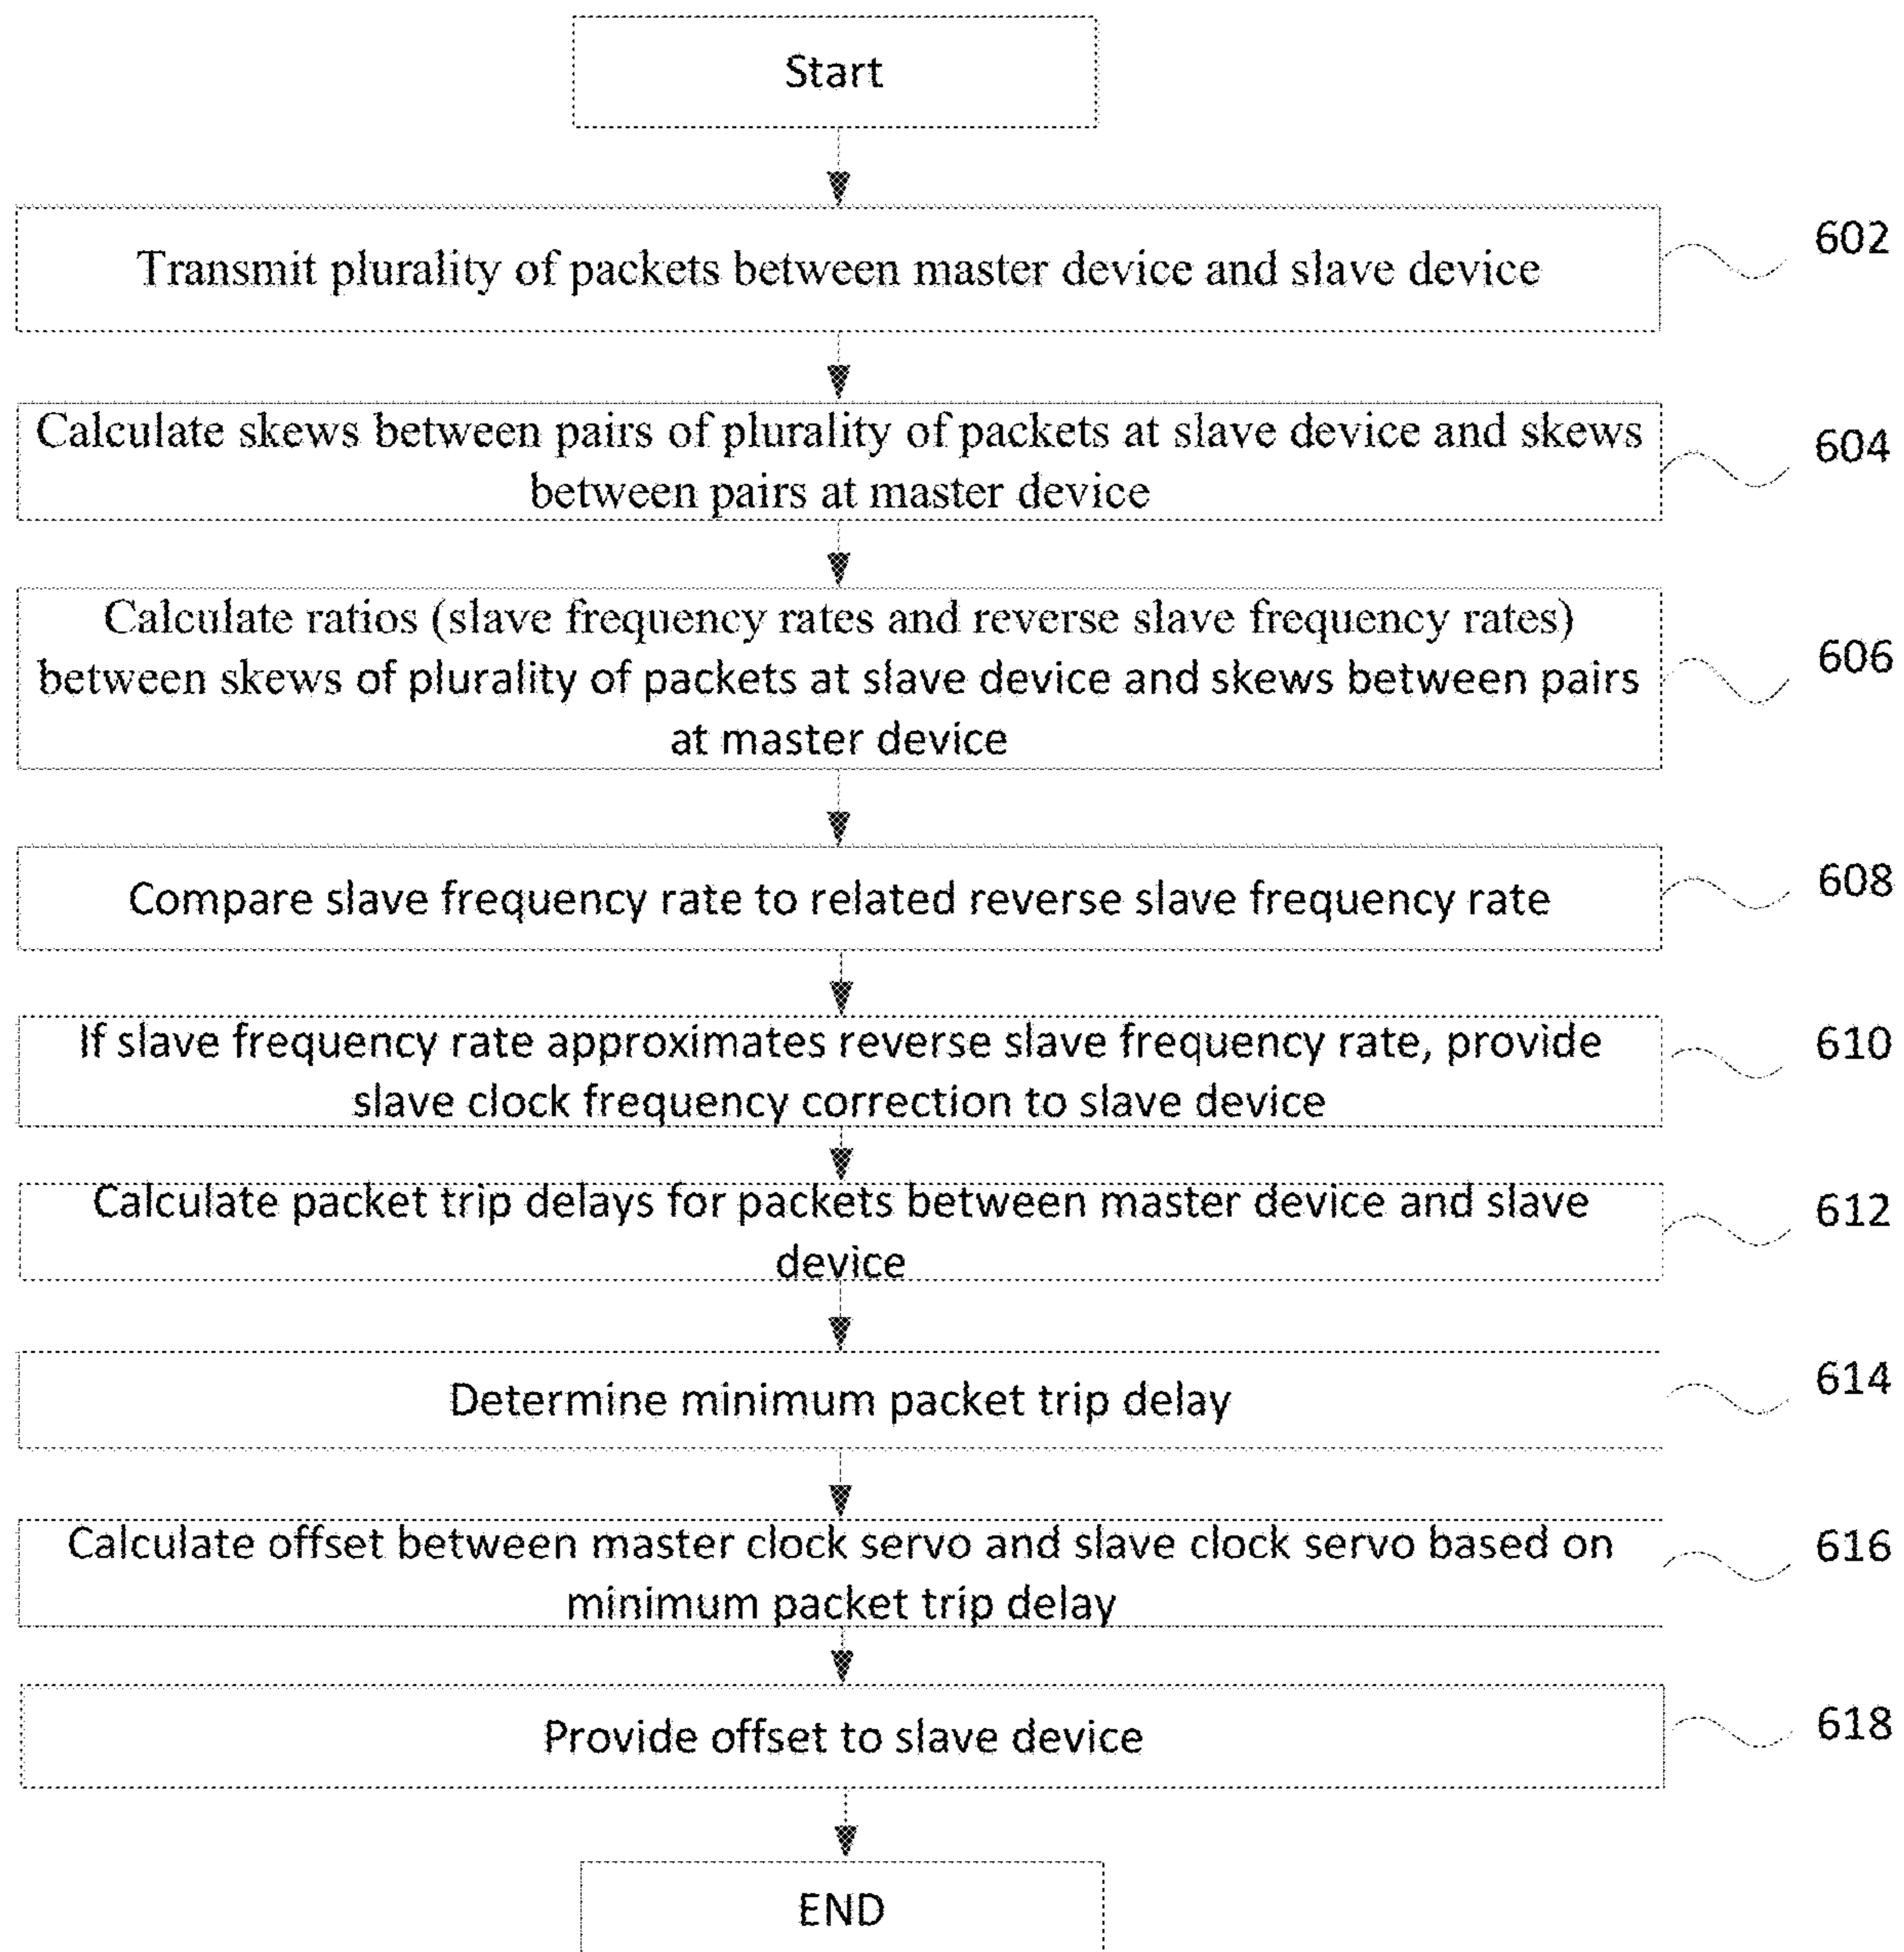 Start
Transmit plurality of packets between master device and slave device
602
Calculate skews between pairs of plurality of packets at slave device and skews
between pairs at master device
604
Calculate ratios (slave frequency rates and reverse slave frequency rates)
between skews of plurality of packets at slave device and skews between pairs
at master device
606
Compare slave frequency rate to related reverse slave frequency rate
608
If slave frequency rate approximates reverse slave frequency rate, provide
slave clock frequency correction to slave device
610
Calculate packet trip delays for packets between master device and slave
device
612
Determine minimum packet trip delay
614
Calculate offset between master clock servo and slave clock servo based on
minimum packet trip delay
616
Provide offset to slave device
618
END